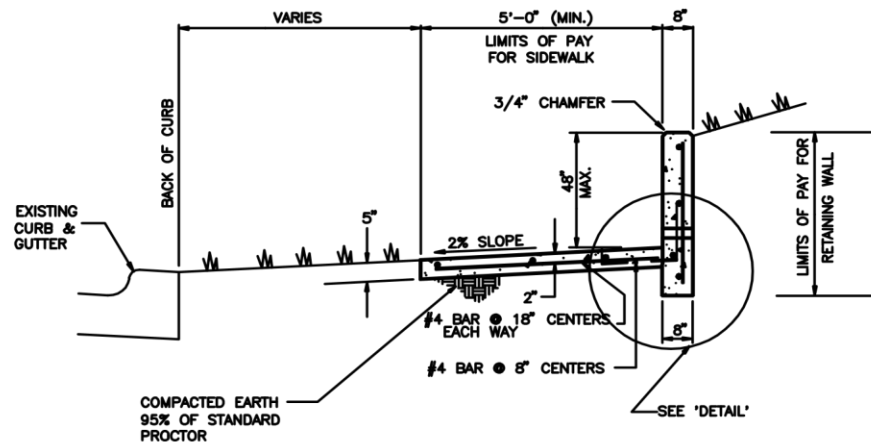 VARIES
5'-0" (MIN.)
8"
LIMITS OF PAY
FOR SIDEWALK
3/4" CHAMFER
BACK OF CURB
48"
MAX.
LIMITS OF PAY FOR
RETAINING WALL
EXISTING
CURB &
GUTTER
5"
2% SLOPE
2"
#4 BAR @ 18" CENTERS
EACH WAY
8"
#4 BAR @ 8" CENTERS
COMPACTED EARTH
95% OF STANDARD
PROCTOR
SEE 'DETAIL'